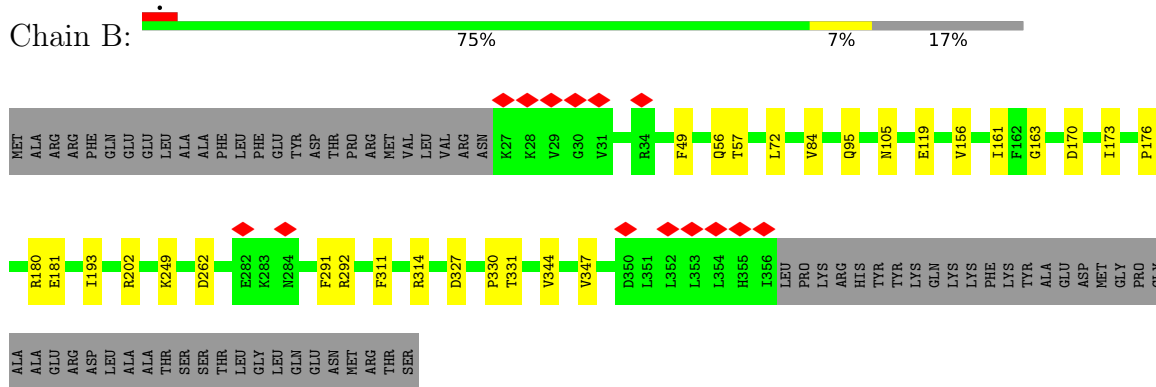 Chain B:
75% 7% 17%
MET ALA ARG ARG PHE GLN GLU GLU LEU ALA ALA PHE LEU PHE GLU TYR ASP THR PRO ARG MET VAL LEU VAL ARG ASN K27 K28 V29 G30 V31 R34 F49 Q56 T57 L72 V84 Q95 N105 E119 V156 I161 F162 G163 D170 I173 P176
R180 E181 I193 R202 K249 D262 E282 K283 N284 F291 R292 F311 R314 D327 P330 T331 V344 V347 D350 L351 L352 L353 L354 H355 I356 LEU PRO LYS ARG HIS TYR TYR LYS GLN LYS LYS PHE LYS TYR ALA GLU ASP MET GLY PRO
ALA ALA GLU ARG ASP LEU ALA ALA THR SER SER THR LEU GLY LEU GLN GLU ASN MET ARG THR SER